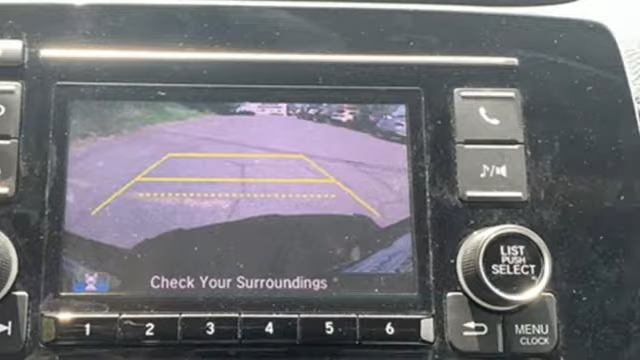 Check Your Surroundings
LIST
PUSH
SELECT
1 2 3 4 5 6
MENU
CLOCK